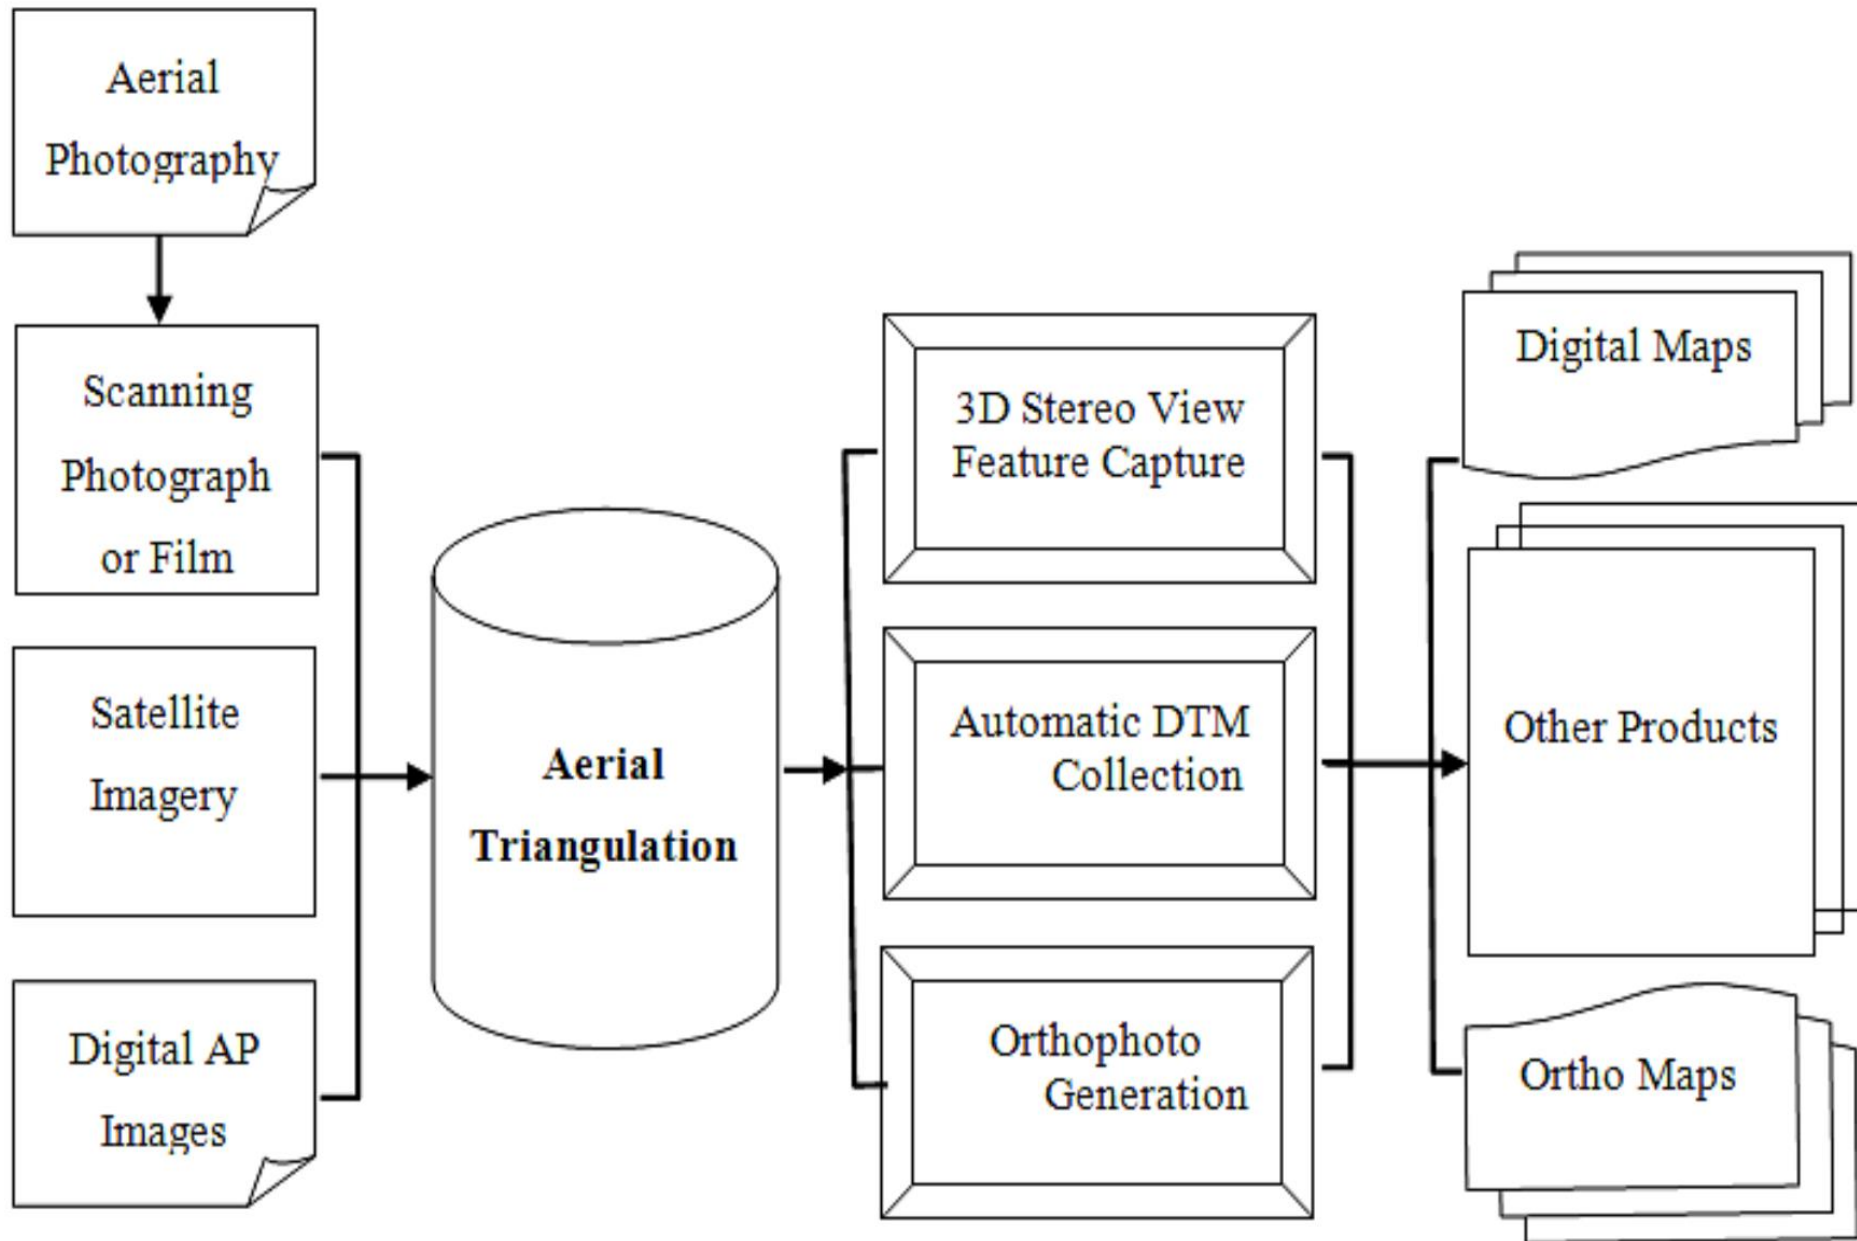 Aerial
Photography
Scanning
Photograph
or Film
Satellite
Imagery
Digital AP
Images
Aerial
Triangulation
3D Stereo View
Feature Capture
Automatic DTM
Collection
Orthophoto
Generation
Digital Maps
Other Products
Ortho Maps